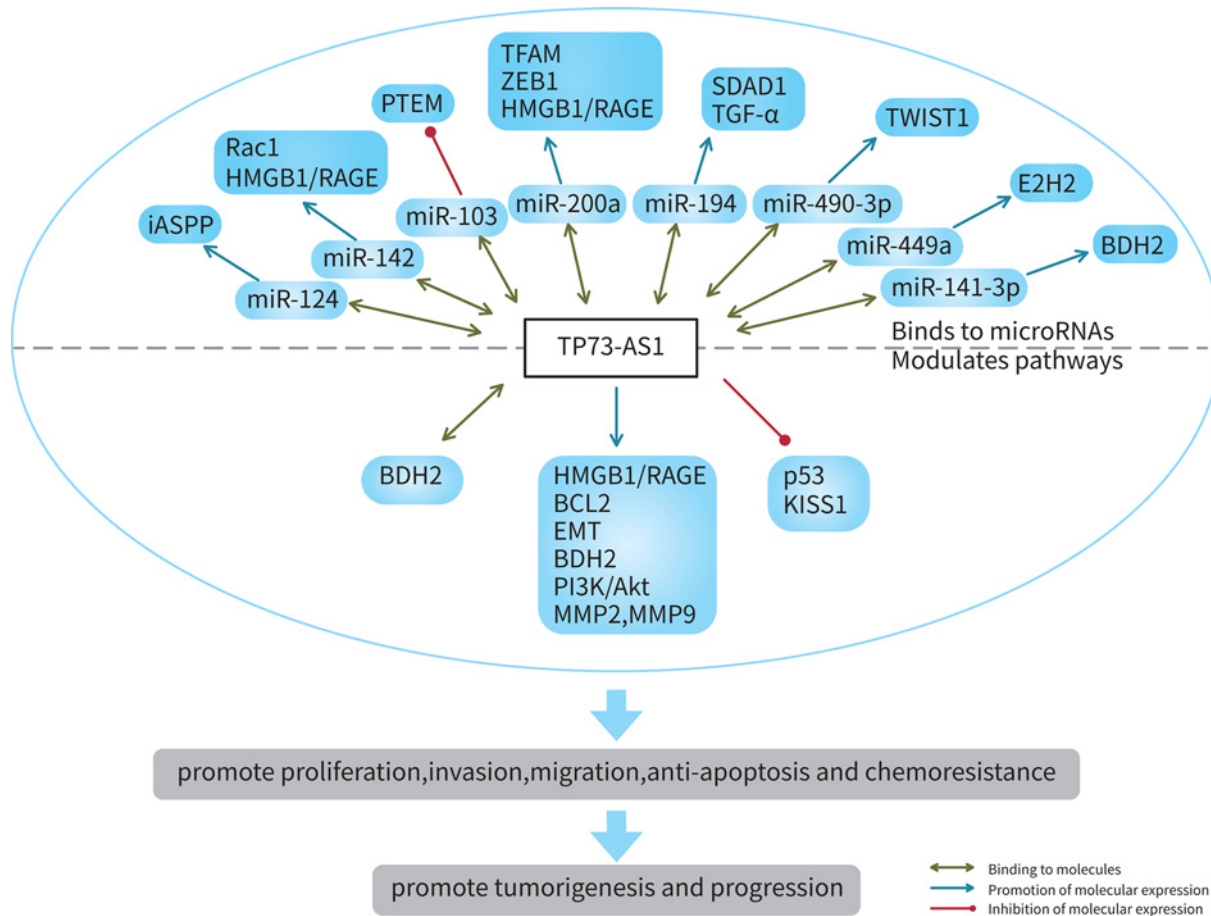 TFAM
ZEB1
HMGB1/RAGE
SDAD1
TGF-α
PTEM
TWIST1
Rac1
HMGB1/RAGE
E2H2
iASPP
miR-103
miR-200a
miR-194
miR-490-3p
miR-142
miR-449a
BDH2
miR-124
miR-141-3p
Binds to microRNAs
TP73-AS1
Modulates pathways
BDH2
HMGB1/RAGE
BCL2
EMT
BDH2
PI3K/Akt
MMP2,MMP9
p53
KISS1
promote proliferation,invasion,migration,anti-apoptosis and chemoresistance
promote tumorigenesis and progression
Binding to molecules
Promotion of molecular expression
Inhibition of molecular expression